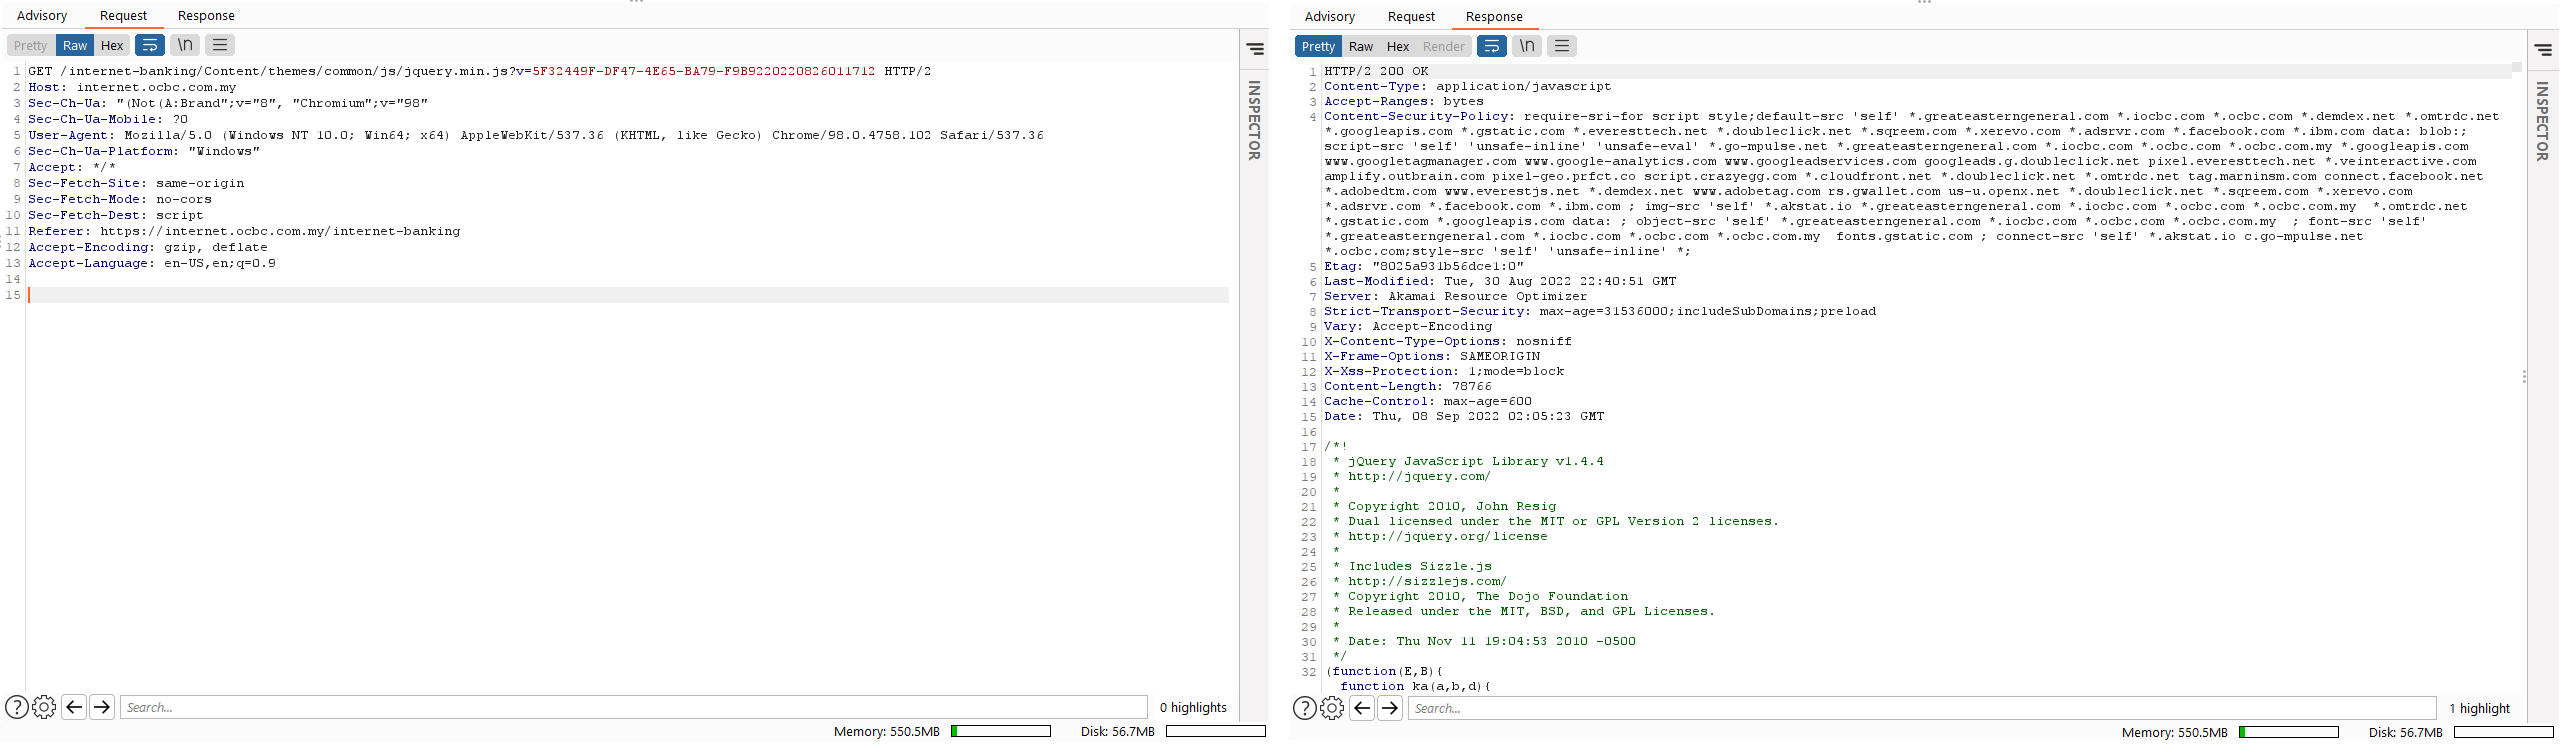 Advisory Request Response
Pretty Raw Hex \n
1 GET /internet-banking/Content/themes/common/js/jquery.min.js?v=5F32449F-DF47-4E65-BA79-F9B9220220826011712 HTTP/2
2 Host: internet.ocbc.com.my
3 Sec-Ch-Ua: "(Not(A:Brand";v="8", "Chromium";v="98"
4 Sec-Ch-Ua-Mobile: ?0
5 User-Agent: Mozilla/5.0 (Windows NT 10.0; Win64; x64) AppleWebKit/537.36 (KHTML, like Gecko) Chrome/98.0.4758.102 Safari/537.36
6 Sec-Ch-Ua-Platform: "Windows"
7 Accept: */*
8 Sec-Fetch-Site: same-origin
9 Sec-Fetch-Mode: no-cors
10 Sec-Fetch-Dest: script
11 Referer: https://internet.ocbc.com.my/internet-banking
12 Accept-Encoding: gzip, deflate
13 Accept-Language: en-US,en;q=0.9
14
15
INSPECTOR
? Search... 0 highlights
Memory: 550.5MB Disk: 56.7MB
Advisory Request Response
Pretty Raw Hex Render \n
1 HTTP/2 200 OK
2 Content-Type: application/javascript
3 Accept-Ranges: bytes
4 Content-Security-Policy: require-sri-for script style;default-src 'self' *.greateasterngeneral.com *.iocbc.com *.ocbc.com *.demdex.net *.omtrdc.net
*.googleapis.com *.gstatic.com *.everesttech.net *.doubleclick.net *.sqreem.com *.xerevo.com *.adsrvr.com *.facebook.com *.ibm.com data: blob:;
script-src 'self' 'unsafe-inline' 'unsafe-eval' *.go-mpulse.net *.greateasterngeneral.com *.iocbc.com *.ocbc.com *.ocbc.com.my *.googleapis.com
www.googletagmanager.com www.google-analytics.com www.googleadservices.com googleads.g.doubleclick.net pixel.everesttech.net *.veinteractive.com
amplify.outbrain.com pixel-geo.prfct.co script.crazyegg.com *.cloudfront.net *.doubleclick.net *.omtrdc.net tag.marninsm.com connect.facebook.net
*.adobedtm.com www.everestjs.net *.demdex.net www.adobetag.com rs.gwallet.com us-u.openx.net *.doubleclick.net *.sqreem.com *.xerevo.com
*.adsrvr.com *.facebook.com *.ibm.com ; img-src 'self' *.akstat.io *.greateasterngeneral.com *.iocbc.com *.ocbc.com *.ocbc.com.my *.omtrdc.net
*.gstatic.com *.googleapis.com data: ; object-src 'self' *.greateasterngeneral.com *.iocbc.com *.ocbc.com *.ocbc.com.my ; font-src 'self'
*.greateasterngeneral.com *.iocbc.com *.ocbc.com *.ocbc.com.my fonts.gstatic.com ; connect-src 'self' *.akstat.io c.go-mpulse.net
*.ocbc.com;style-src 'self' 'unsafe-inline' *;
5 Etag: "8025a931b56dce1:0"
6 Last-Modified: Tue, 30 Aug 2022 22:40:51 GMT
7 Server: Akamai Resource Optimizer
8 Strict-Transport-Security: max-age=31536000;includeSubDomains;preload
9 Vary: Accept-Encoding
10 X-Content-Type-Options: nosniff
11 X-Frame-Options: SAMEORIGIN
12 X-Xss-Protection: 1;mode=block
13 Content-Length: 78766
14 Cache-Control: max-age=600
15 Date: Thu, 08 Sep 2022 02:05:23 GMT
16
17 /*!
18 * jQuery JavaScript Library v1.4.4
19 * http://jquery.com/
20 *
21 * Copyright 2010, John Resig
22 * Dual licensed under the MIT or GPL Version 2 licenses.
23 * http://jquery.org/license
24 *
25 * Includes Sizzle.js
26 * http://sizzlejs.com/
27 * Copyright 2010, The Dojo Foundation
28 * Released under the MIT, BSD, and GPL Licenses.
29 *
30 * Date: Thu Nov 11 19:04:53 2010 -0500
31 */
32 (function(E,B){
function ka(a,b,d){
INSPECTOR
? Search... 1 highlight
Memory: 550.5MB Disk: 56.7MB